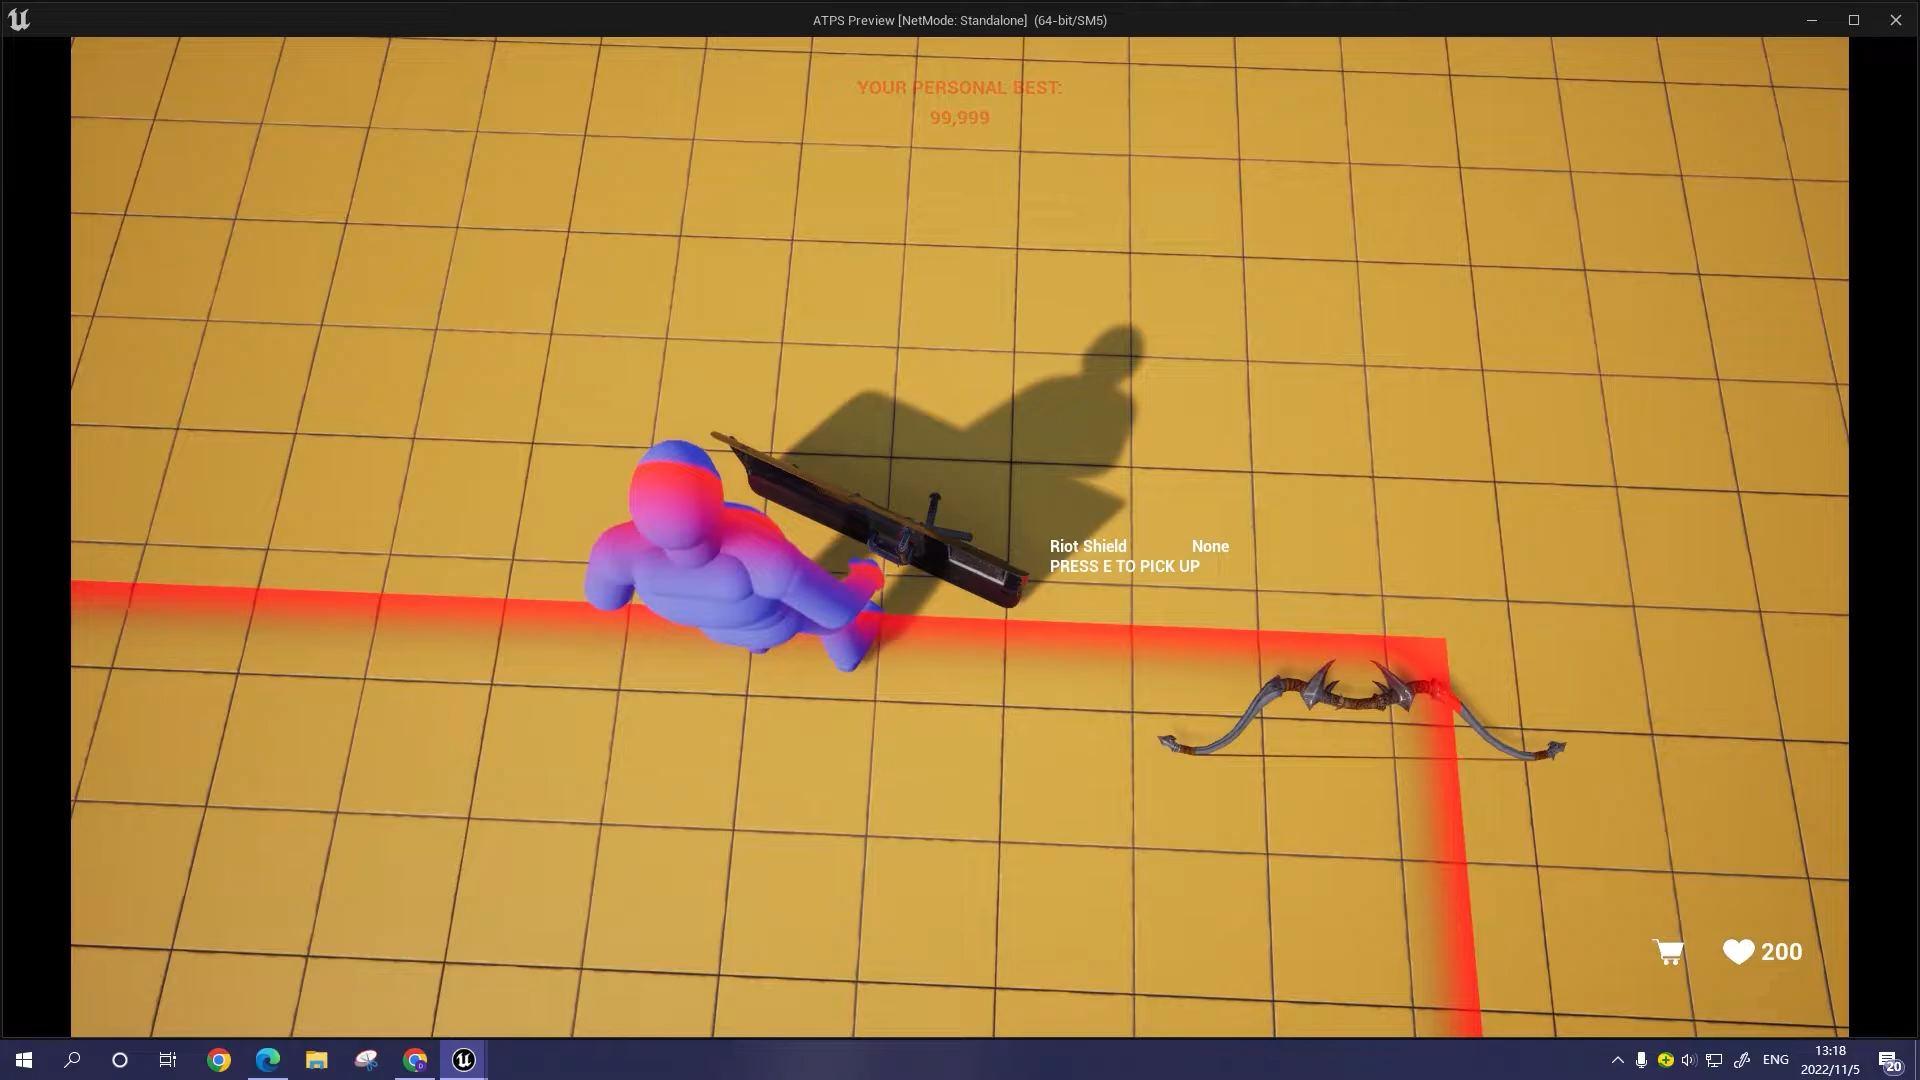 ATPS Preview [NetMode: Standalone] (64-bit/SM5)
YOUR PERSONAL BEST:
99,999
Riot Shield None
PRESS E TO PICK UP
200
ENG
13:18
2022/11/5
20